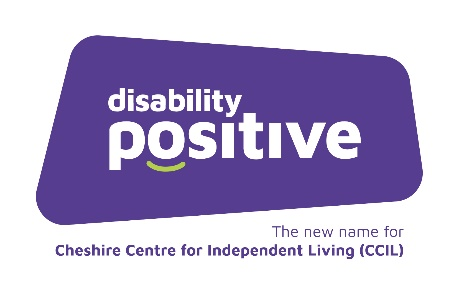 disability
positive
The new name for
Cheshire Centre for Independent Living (CCIL)